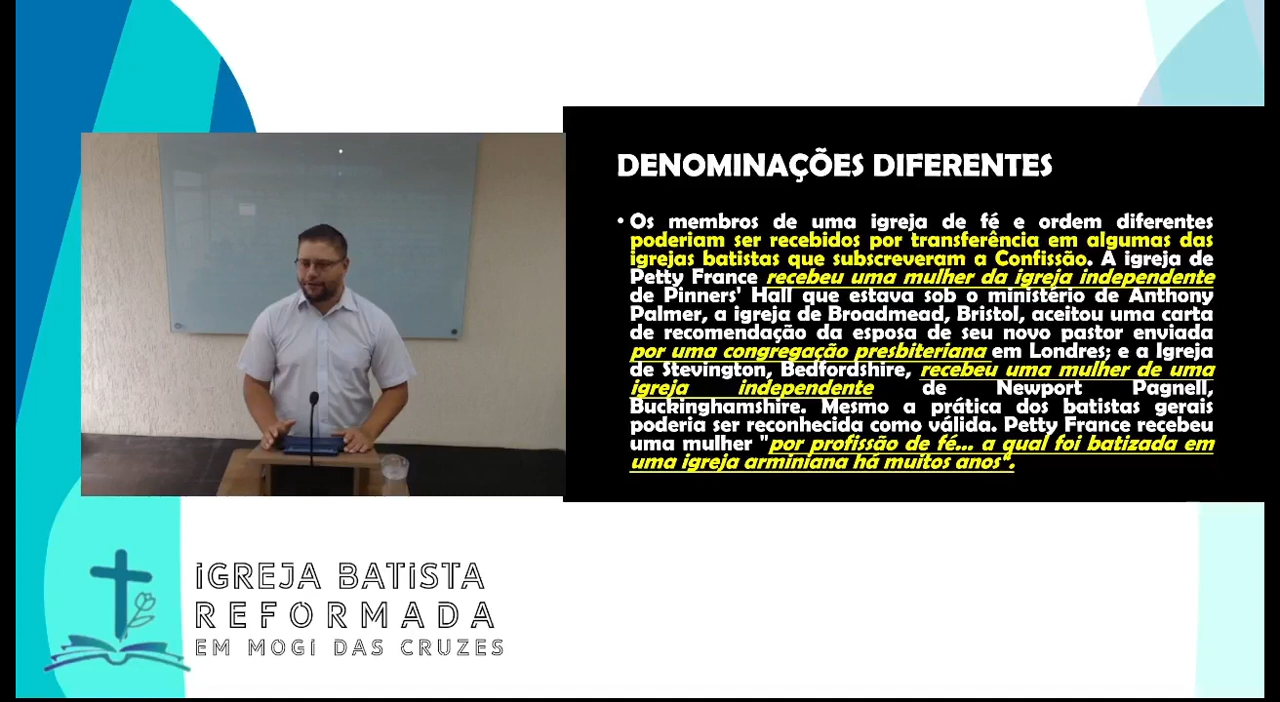 DENOMINAÇÕES DIFERENTES
• Os membros de uma igreja de fé e ordem diferentes
poderiam ser recebidos por transferência em algumas das
igrejas batistas que subscreveram a Confissão. A igreja de
Petty France recebeu uma mulher da igreja independente
de Pinners' Hall que estava sob o ministério de Anthony
Palmer, a igreja de Broadmead, Bristol, aceitou uma carta
de recomendação da esposa de seu novo pastor enviada
por uma congregação presbiteriana em Londres; e a Igreja
de Stevington, Bedfordshire, recebeu uma mulher de uma
igreja independente de Newport Pagnell,
Buckinghamshire. Mesmo a prática dos batistas gerais
poderia ser reconhecida como válida. Petty France recebeu
uma mulher "por profissão de fé... a qual foi batizada em
uma igreja arminiana há muitos anos".
IGREJA BATISTA
REFORMADA
EM MOGI DAS CRUZES